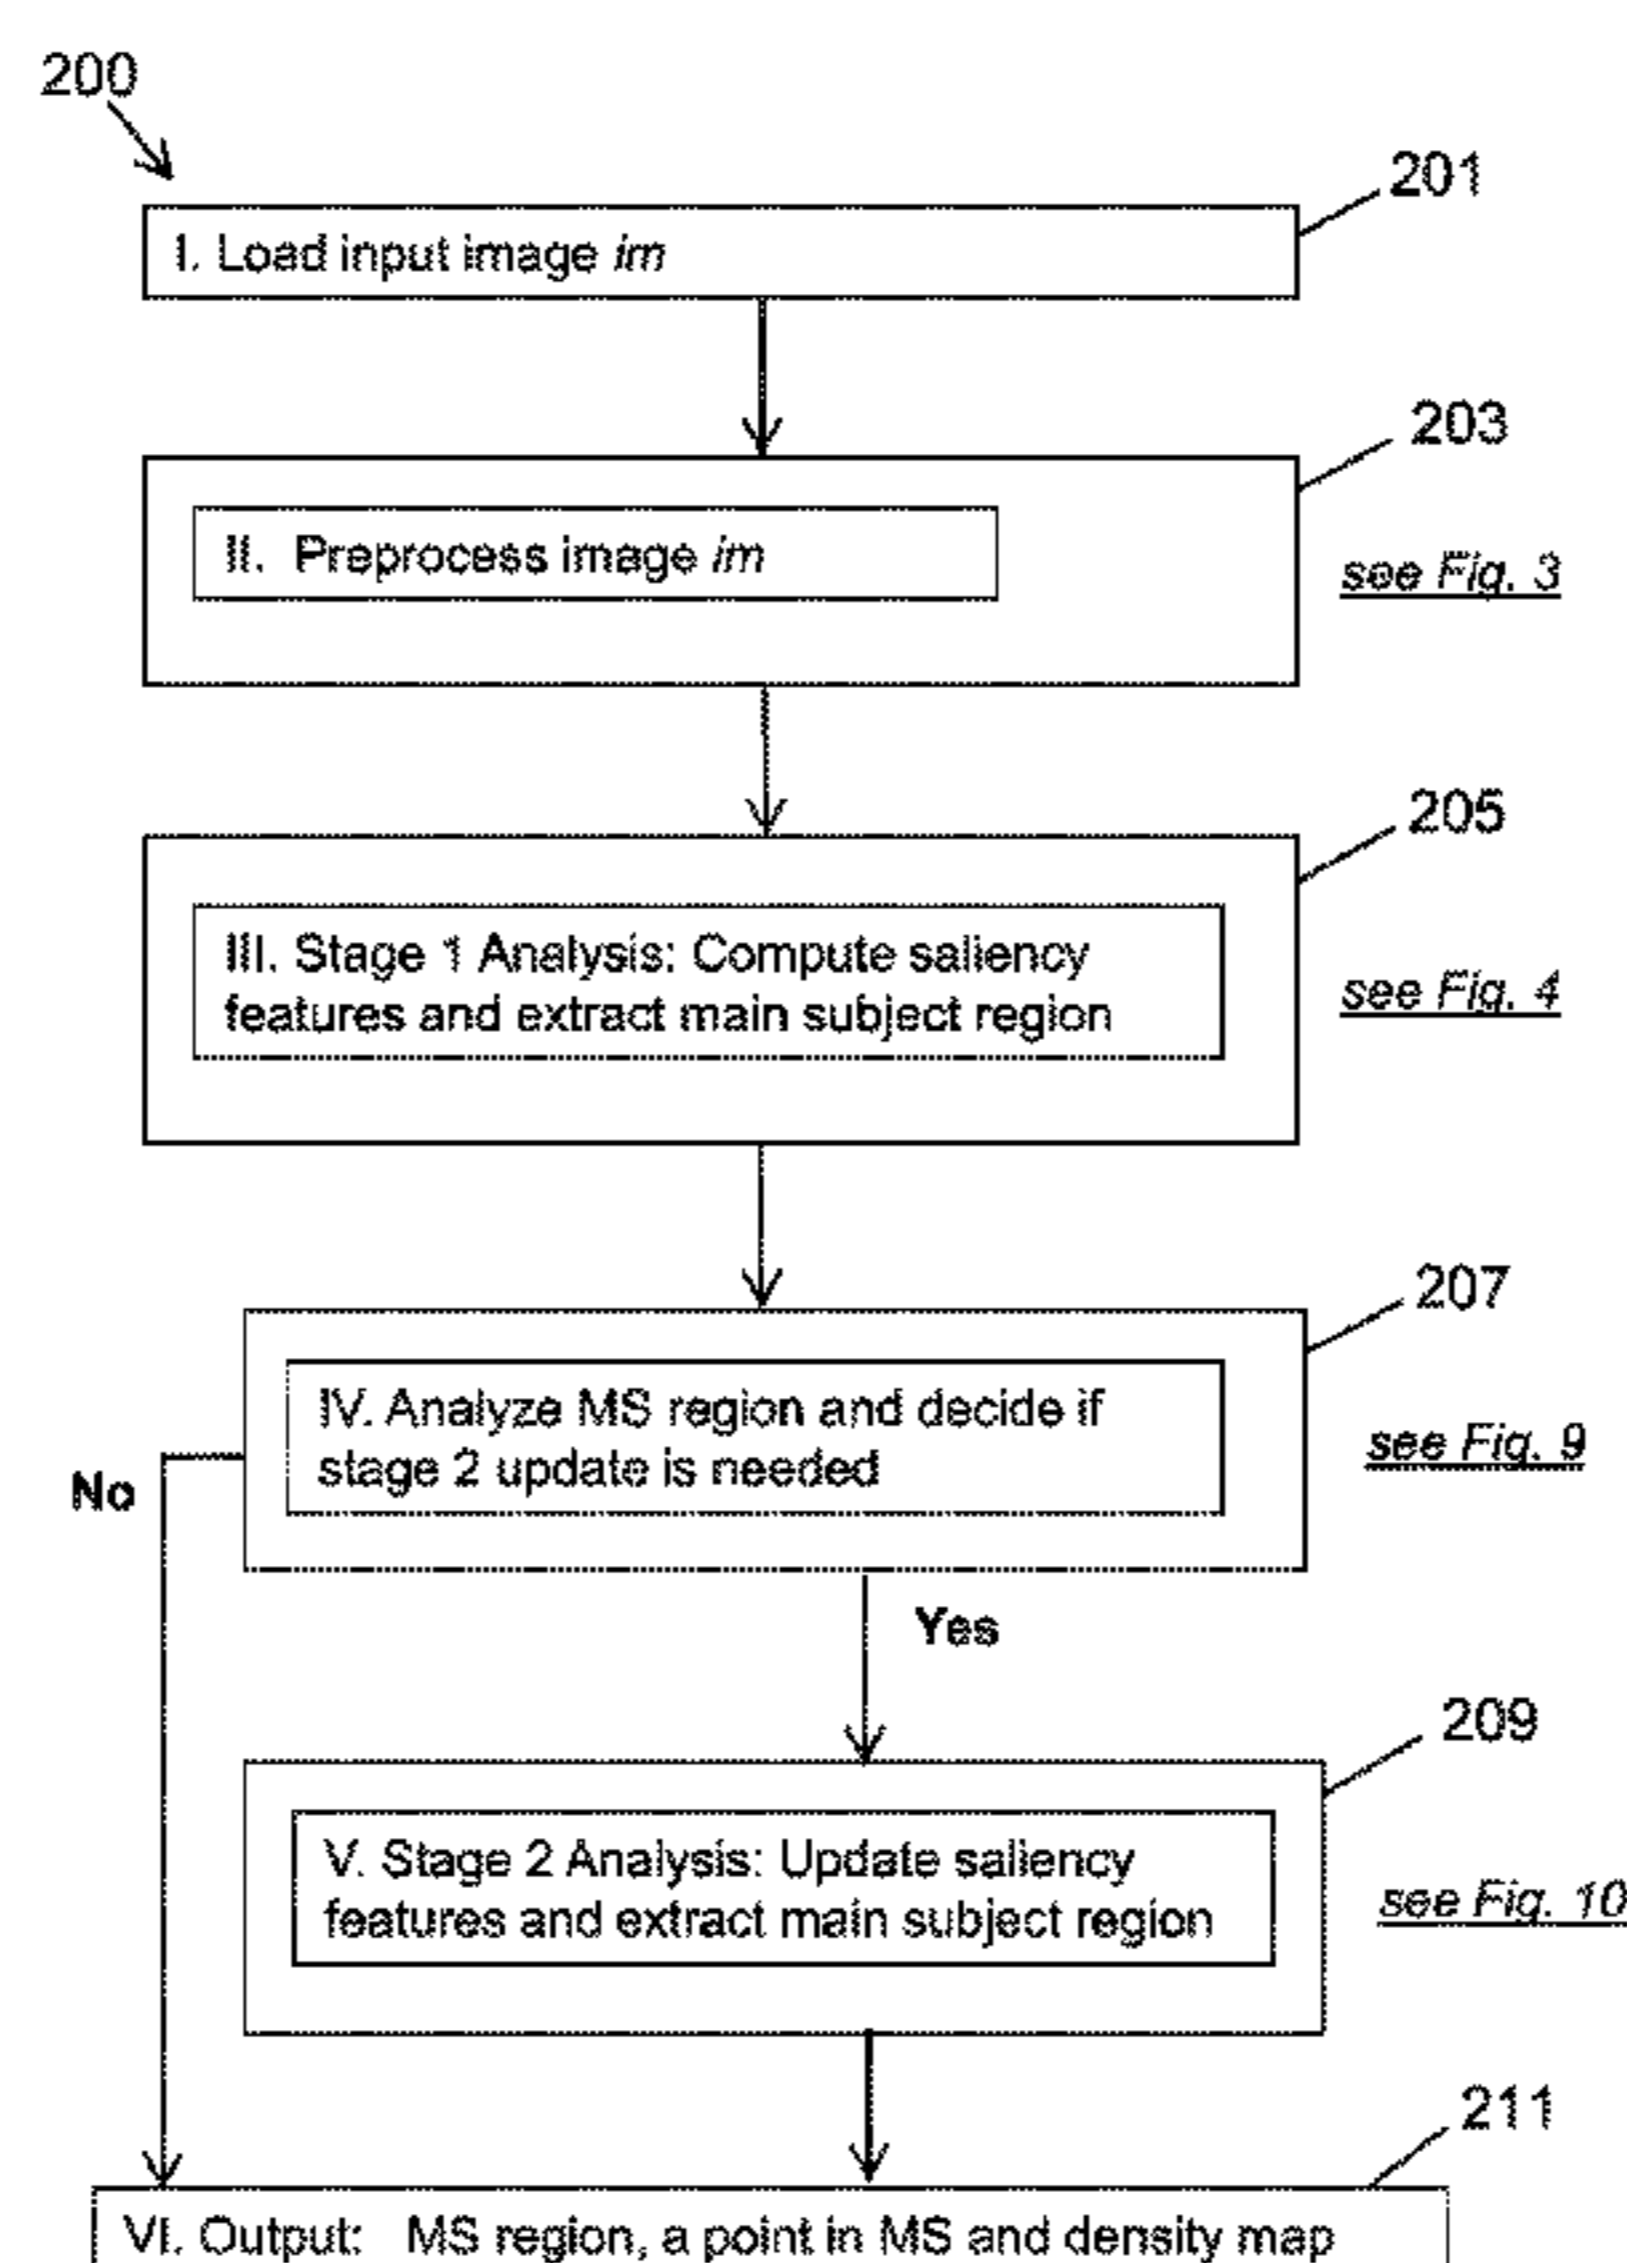 200
201
I. Load input image im
203
II. Preprocess image im
see Fig. 3
205
III. Stage 1 Analysis: Compute saliency
features and extract main subject region
see Fig. 4
207
IV. Analyze MS region and decide if
stage 2 update is needed
see Fig. 9
No
Yes
209
V. Stage 2 Analysis: Update saliency
features and extract main subject region
see Fig. 10
211
VI. Output: MS region, a point in MS and density map